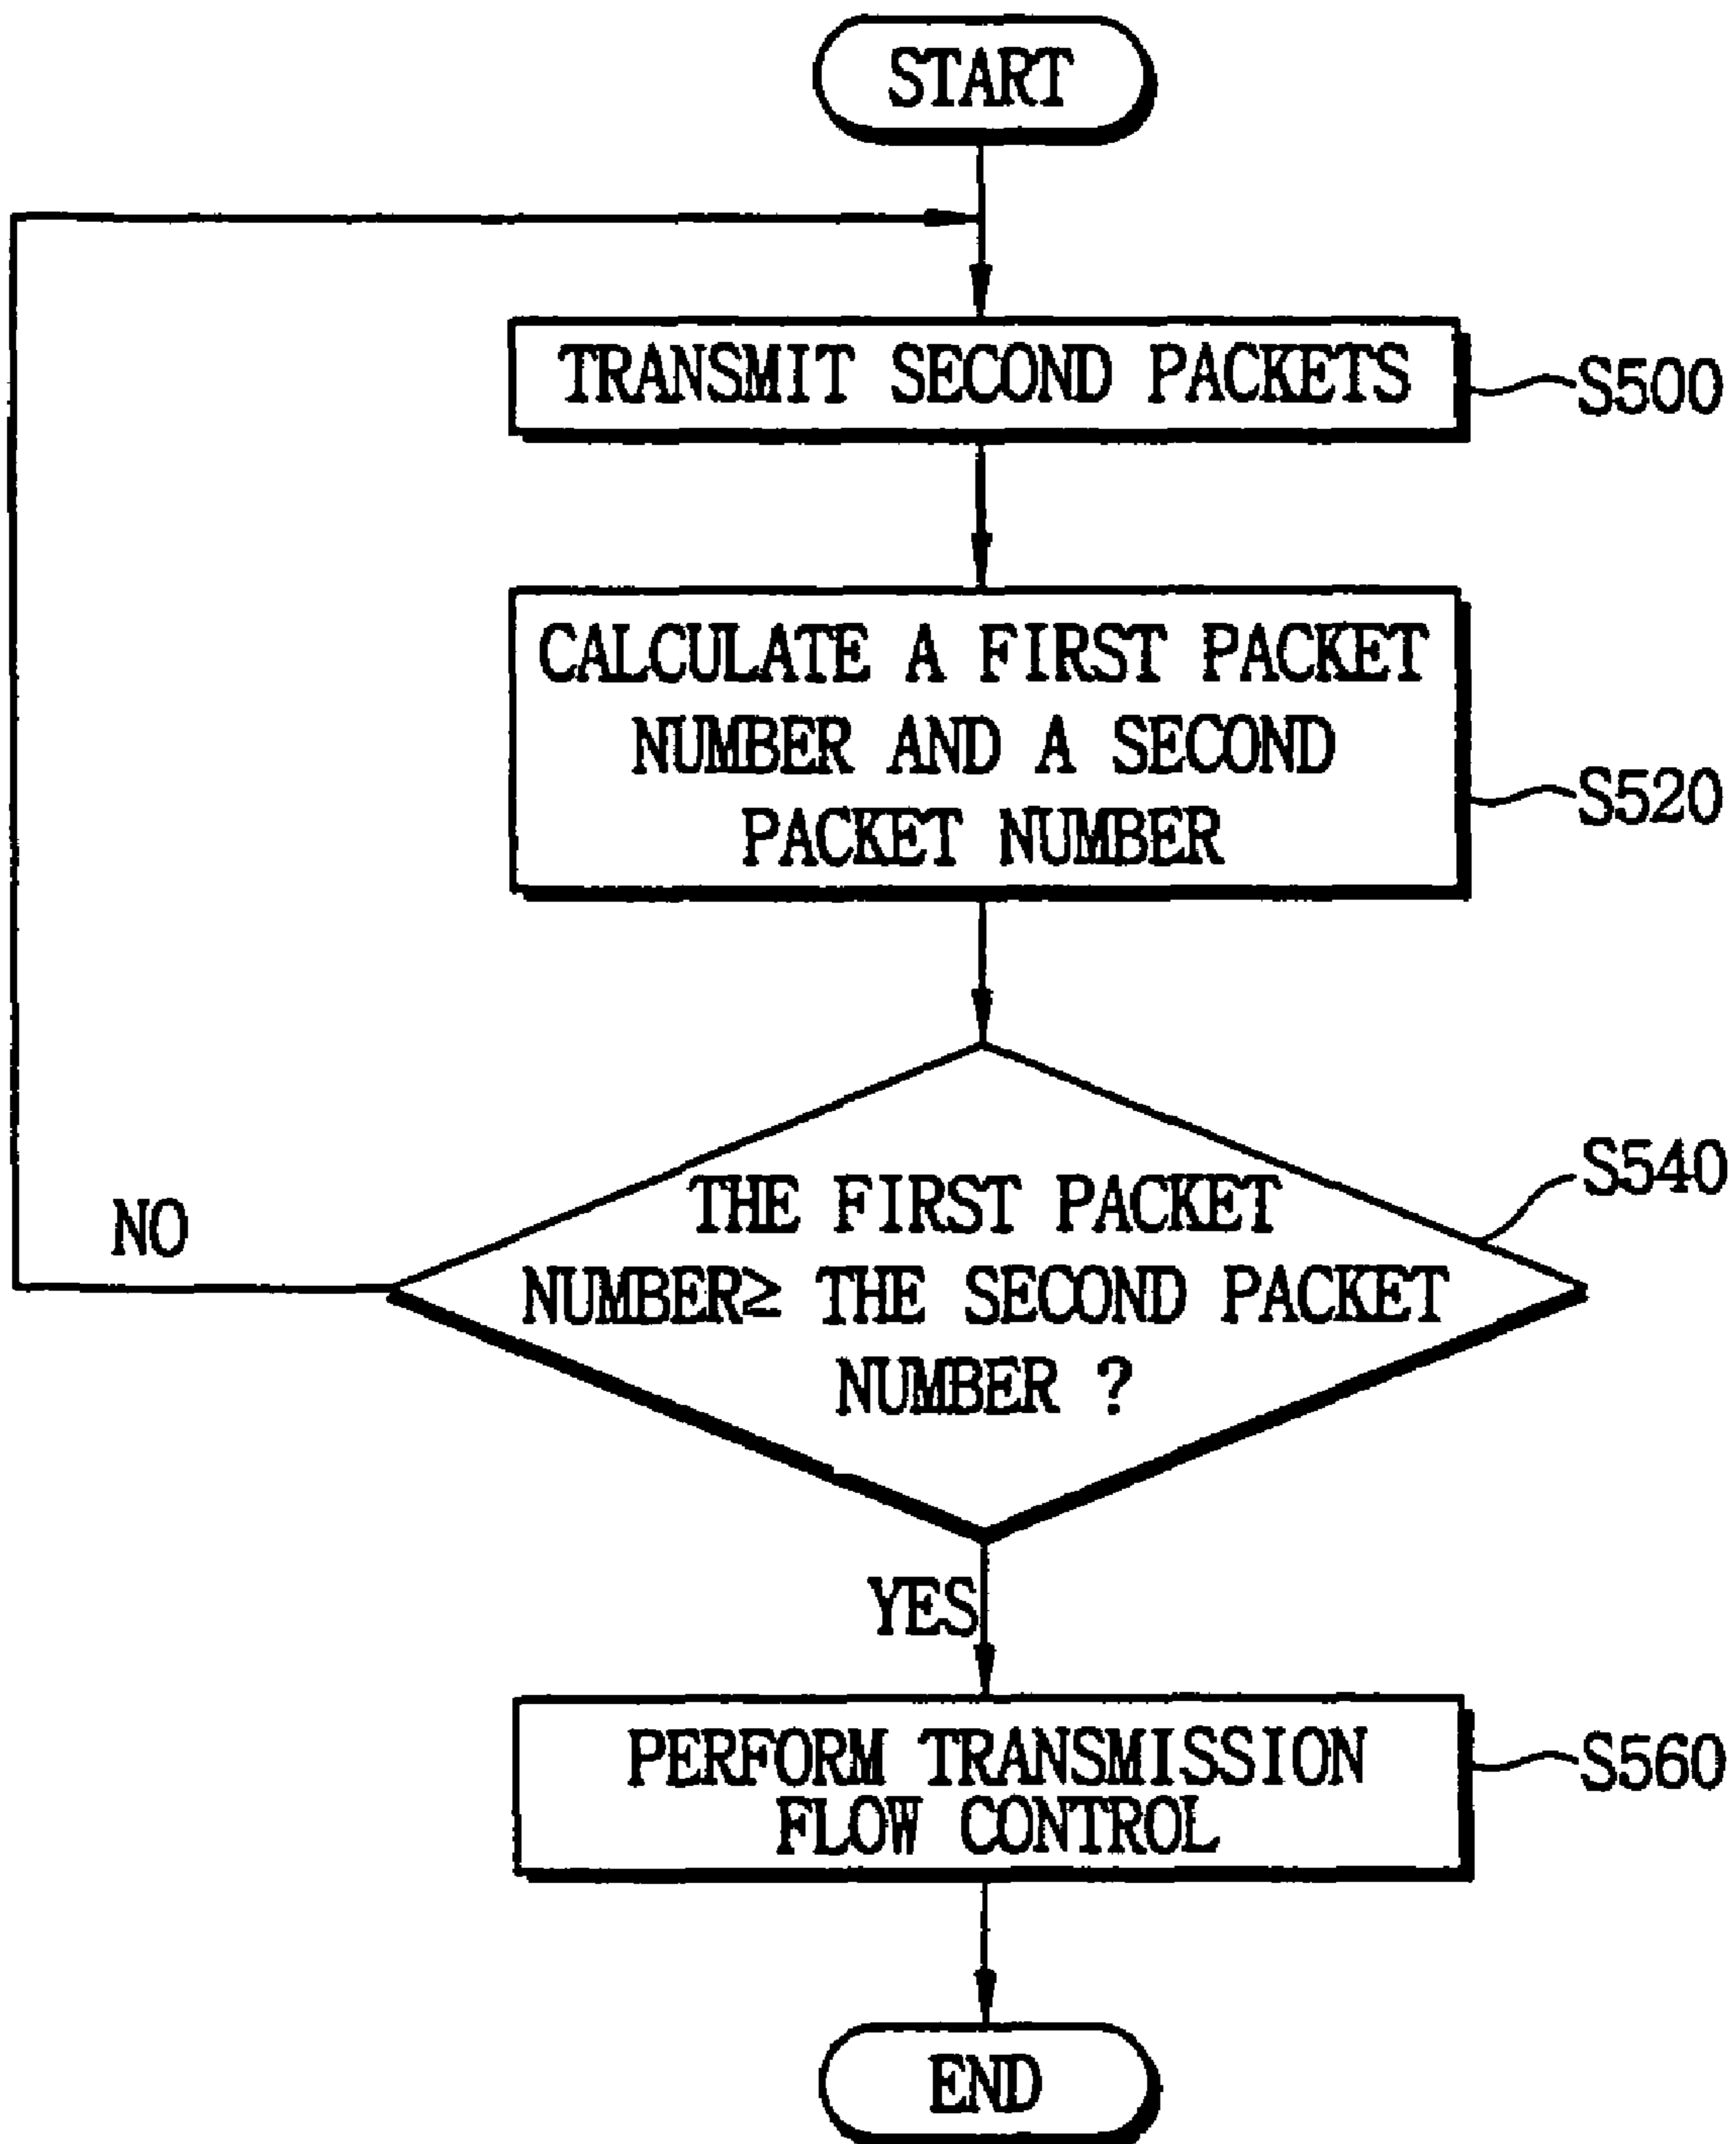 START
TRANSMIT SECOND PACKETS
S500
CALCULATE A FIRST PACKET
NUMBER AND A SECOND
PACKET NUMBER
S520
THE FIRST PACKET
NUMBER≥ THE SECOND PACKET
NUMBER ?
S540
NO
YES
PERFORM TRANSMISSION
FLOW CONTROL
S560
END